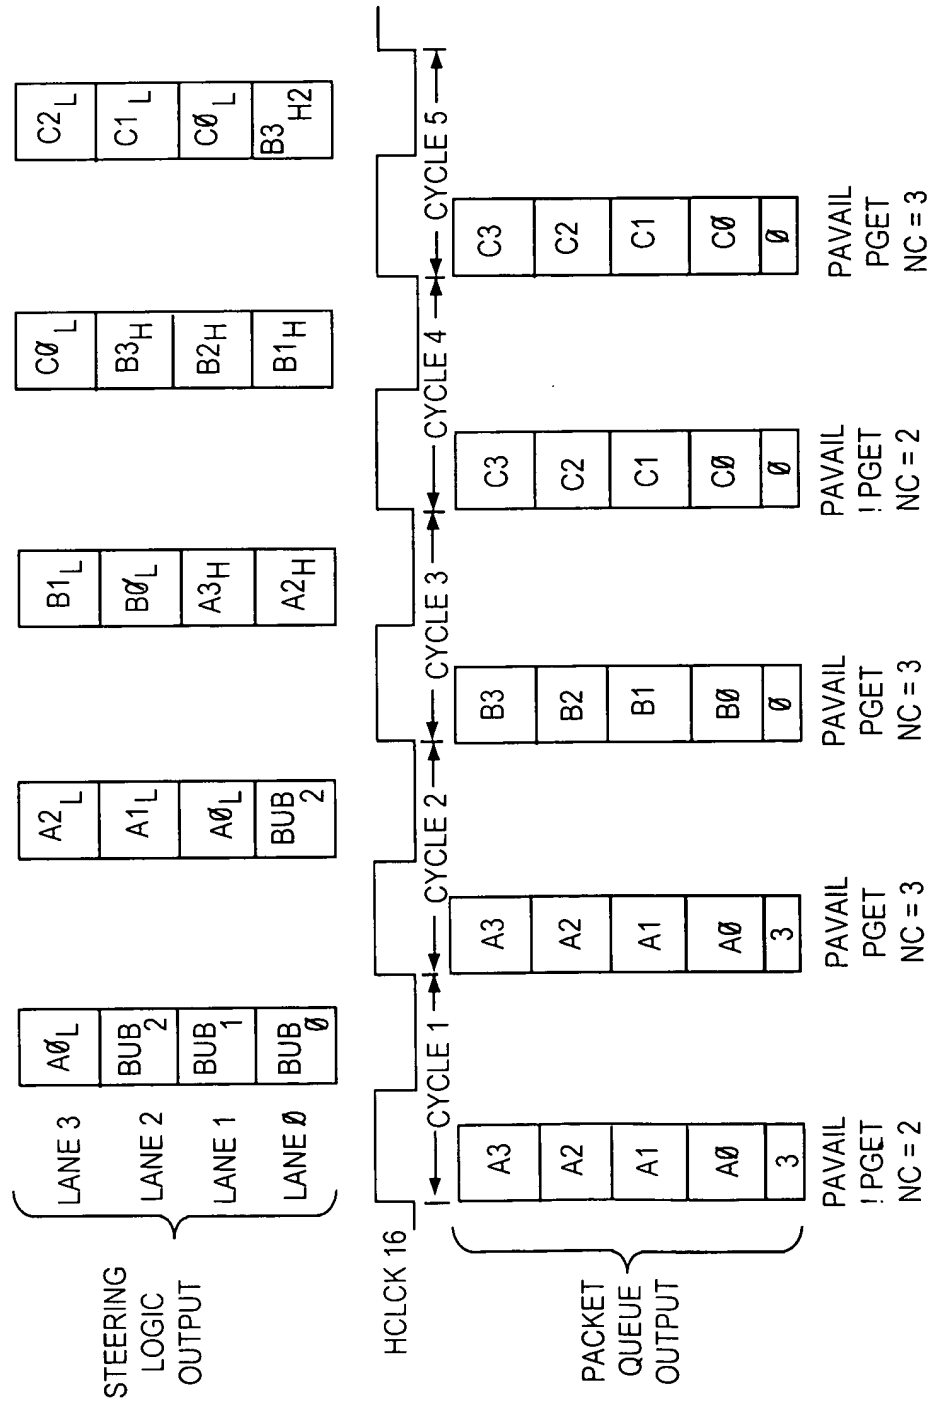 STEERING
LOGIC
OUTPUT
LANE 3
LANE 2
LANE 1
LANE Ø
AØL
BUB2
BUB1
BUBØ
A2L
A1L
AØL
BUB2
B1L
BØL
A3H
A2H
CØL
B3H
B2H
B1H
C2L
C1L
CØL
B3H2
HCLCK 16
CYCLE 1
CYCLE 2
CYCLE 3
CYCLE 4
CYCLE 5
PACKET
QUEUE
OUTPUT
A3
A2
A1
AØ
3
PAVAIL
! PGET
NC = 2
A3
A2
A1
AØ
3
PAVAIL
PGET
NC = 3
B3
B2
B1
BØ
Ø
PAVAIL
PGET
NC = 3
C3
C2
C1
CØ
Ø
PAVAIL
! PGET
NC = 2
C3
C2
C1
CØ
Ø
PAVAIL
PGET
NC = 3